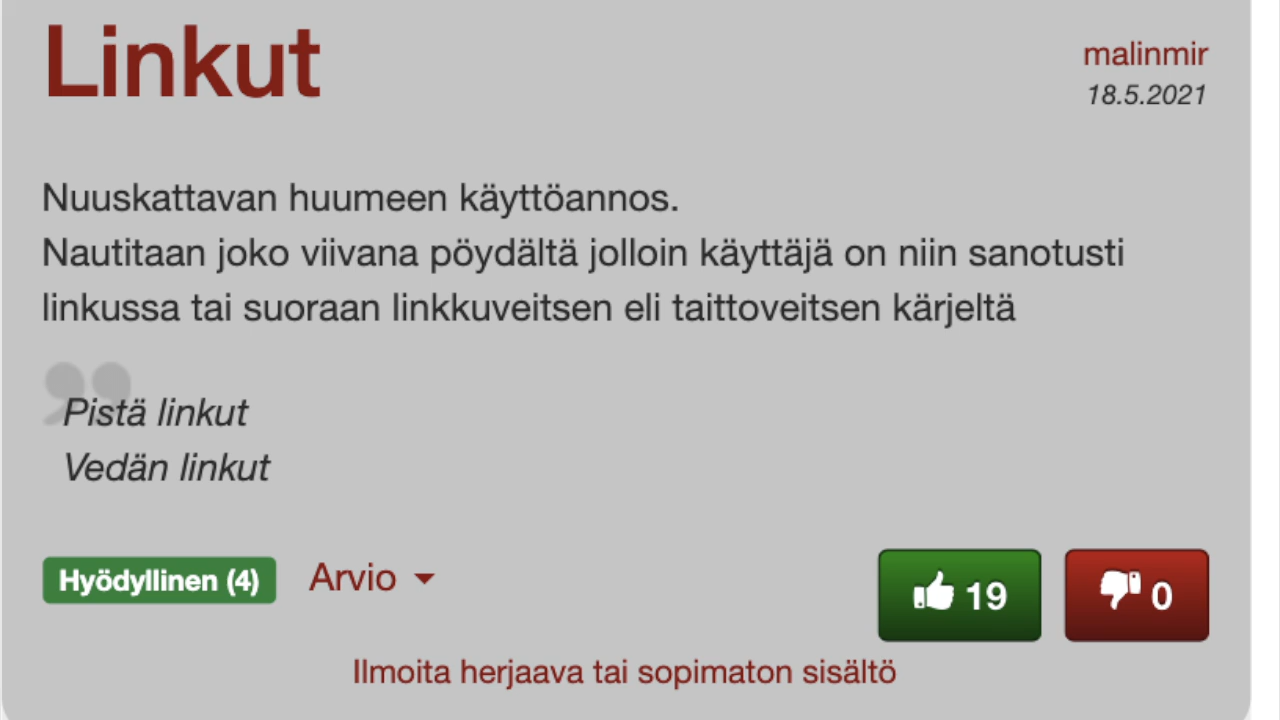 Linkut
malinmir
18.5.2021
Nuuskattavan huumeen käyttöannos.
Nautitaan joko viivana pöydältä jolloin käyttäjä on niin sanotusti
linkussa tai suoraan linkkuveitsen eli taittoveitsen kärjeltä
Pistä linkut
Vedän linkut
Hyödyllinen (4) Arvio
19
0
Ilmoita herjaava tai sopimaton sisältö